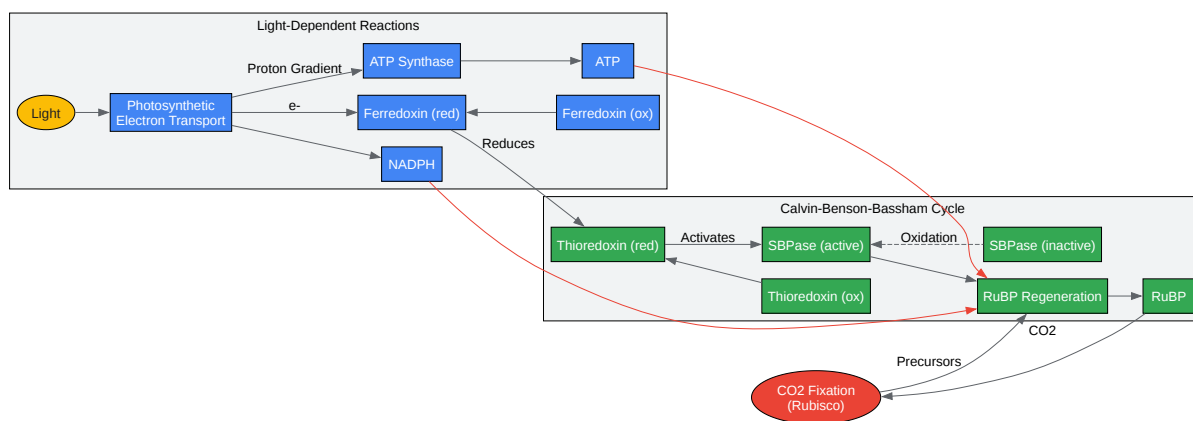 Light-Dependent Reactions
Light
Photosynthetic
Electron Transport
Proton Gradient
ATP Synthase
ATP
e-
Ferredoxin (red)
Ferredoxin (ox)
NADPH
Reduces
Calvin-Benson-Bassham Cycle
Thioredoxin (red)
Activates
SBPase (active)
Oxidation
SBPase (inactive)
Thioredoxin (ox)
RuBP Regeneration
RuBP
CO2
Precursors
CO2 Fixation
(Rubisco)